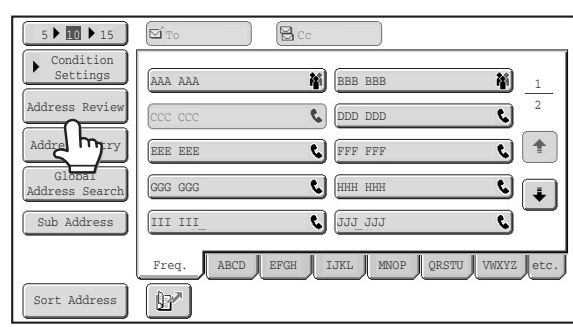 5 10 15
To
Cc
Condition
Settings
AAA AAA
BBB BBB
1
2
Address Review
CCC CCC
DDD DDD
EEE EEE
FFF FFF
Global
Address Search
GGG GGG
HHH HHH
Sub Address
III III
JJJ JJJ
Freq. ABCD EFGH IJKL MNOP QRSTU VWXYZ etc.
Sort Address